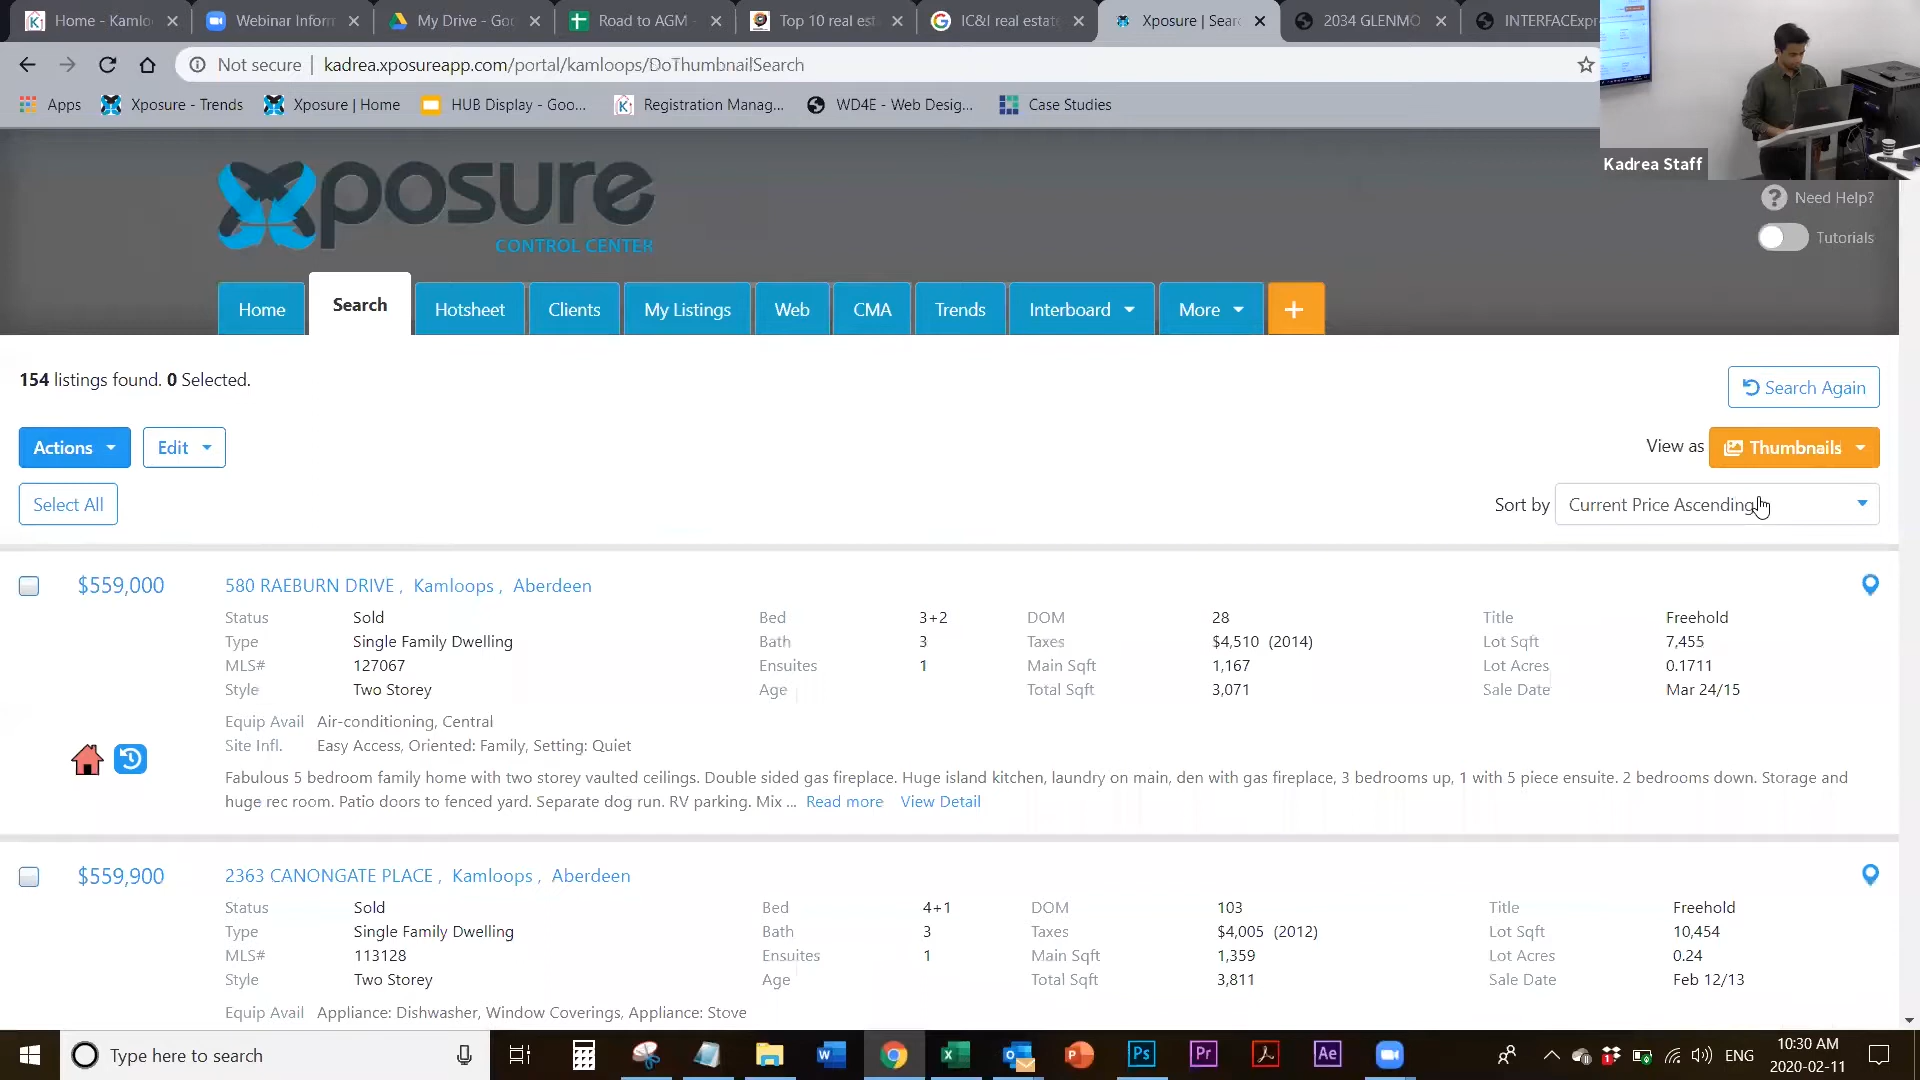 Home - Kamlo
Webinar Inforn
My Drive - Goo
Road to AGM -
Top 10 real est
IC&I real estate
Xposure | Searc
2034 GLENMO
INTERFACExpr
Not secure | kadrea.xposureapp.com/portal/kamloops/DoThumbnailSearch
Apps
Xposure - Trends
Xposure | Home
HUB Display - Goo...
Registration Manag...
WD4E - Web Desig...
Case Studies
Kadrea Staff
xposure
CONTROL CENTER
Need Help?
Tutorials
Home
Search
Hotsheet
Clients
My Listings
Web
CMA
Trends
Interboard
More
+
154 listings found. 0 Selected.
Search Again
Actions
Edit
View as Thumbnails
Select All
Sort by Current Price Ascending
$559,000 580 RAEBURN DRIVE , Kamloops , Aberdeen
Status Sold Bed 3+2 DOM 28 Title Freehold
Type Single Family Dwelling Bath 3 Taxes $4,510 (2014) Lot Sqft 7,455
MLS# 127067 Ensuites 1 Main Sqft 1,167 Lot Acres 0.1711
Style Two Storey Age Total Sqft 3,071 Sale Date Mar 24/15
Equip Avail Air-conditioning, Central
Site Infl. Easy Access, Oriented: Family, Setting: Quiet
Fabulous 5 bedroom family home with two storey vaulted ceilings. Double sided gas fireplace. Huge island kitchen, laundry on main, den with gas fireplace, 3 bedrooms up, 1 with 5 piece ensuite. 2 bedrooms down. Storage and
huge rec room. Patio doors to fenced yard. Separate dog run. RV parking. Mix ... Read more View Detail
$559,900 2363 CANONGATE PLACE , Kamloops , Aberdeen
Status Sold Bed 4+1 DOM 103 Title Freehold
Type Single Family Dwelling Bath 3 Taxes $4,005 (2012) Lot Sqft 10,454
MLS# 113128 Ensuites 1 Main Sqft 1,359 Lot Acres 0.24
Style Two Storey Age Total Sqft 3,811 Sale Date Feb 12/13
Equip Avail Appliance: Dishwasher, Window Coverings, Appliance: Stove
Type here to search
ENG
10:30 AM
2020-02-11